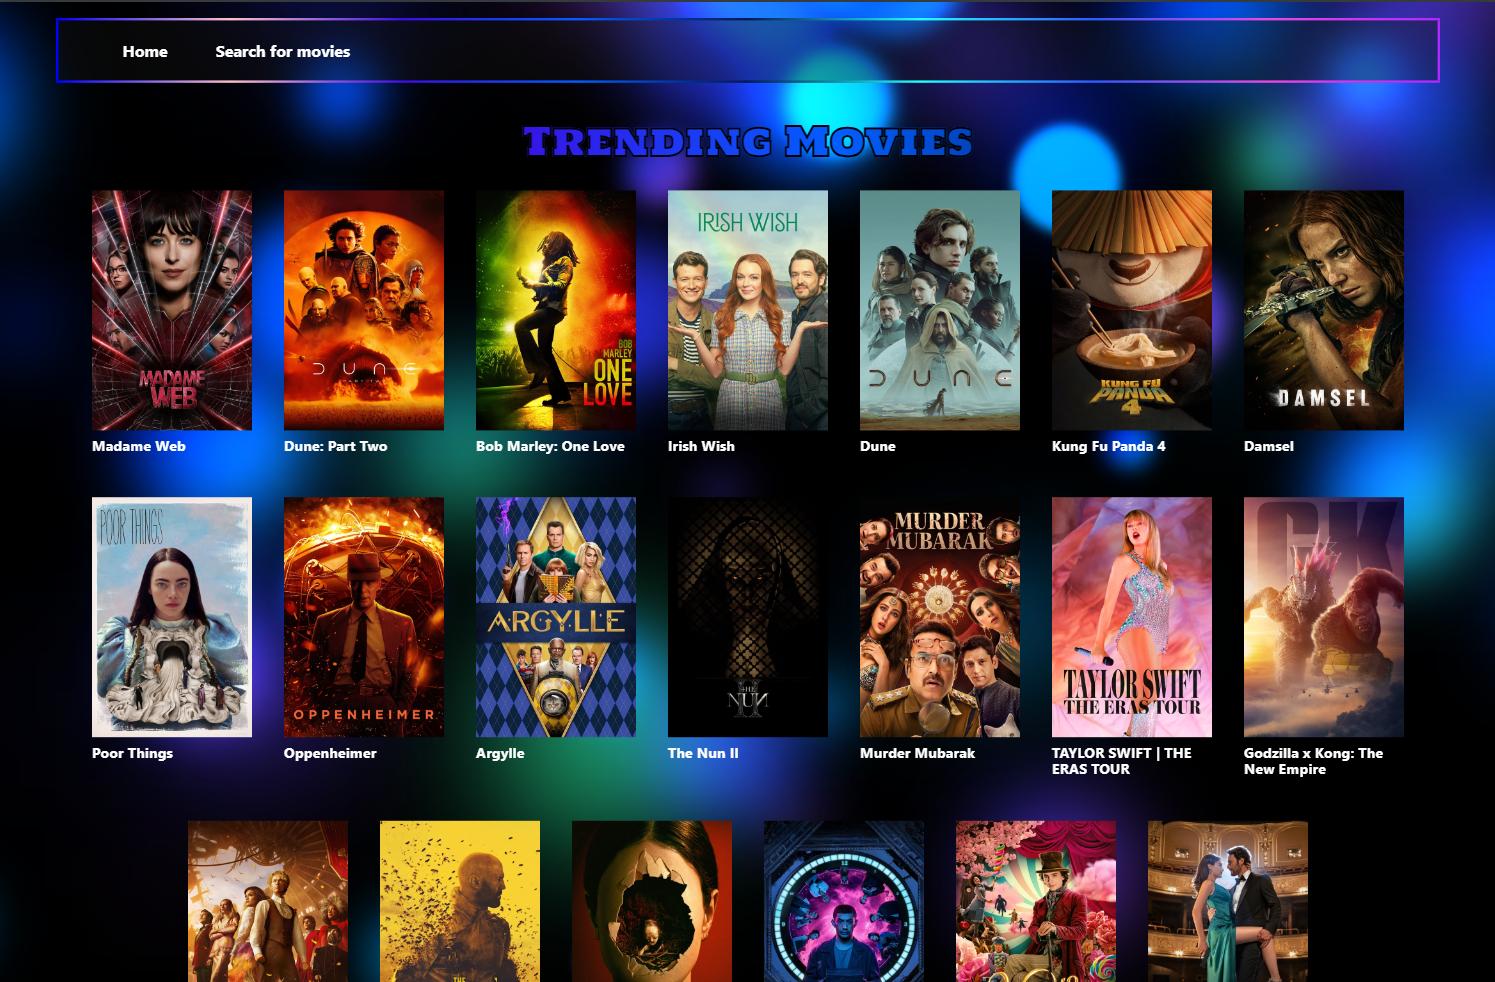 Home Search for movies
Trending Movies
MADAME
WEB
DUNE
BOB
MARLEY
ONE
LOVE
IRISH WISH
DUNE
KUNG FU
PANDA
4
DAMSEL
Madame Web
Dune: Part Two
Bob Marley: One Love
Irish Wish
Dune
Kung Fu Panda 4
Damsel
POOR THINGS
OPPENHEIMER
ARGYLLE
THE
NUN
II
MURDER
MUBARAK
TAYLOR SWIFT
THE ERAS TOUR
GK
Poor Things
Oppenheimer
Argylle
The Nun II
Murder Mubarak
TAYLOR SWIFT | THE
ERAS TOUR
Godzilla x Kong: The
New Empire
THE